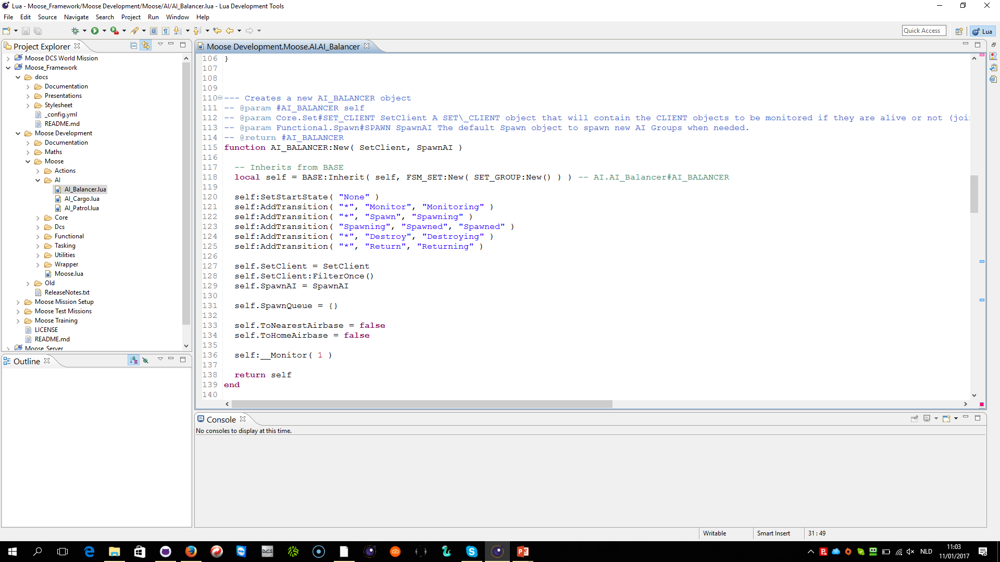 Lua - Moose_Framework/Moose Development/Moose/AI/AI_Balancer.lua - Lua Development Tools
File Edit Source Navigate Search Project Run Window Help
Quick Access
Lua
Project Explorer
Moose DCS World Mission
Moose_Framework
docs
Documentation
Presentations
Stylesheet
_config.yml
README.md
Moose Development
Documentation
Maths
Moose
Actions
AI
AI_Balancer.lua
AI_Cargo.lua
AI_Patrol.lua
Core
Dcs
Functional
Tasking
Utilities
Wrapper
Moose.lua
Old
ReleaseNotes.txt
Moose Mission Setup
Moose Test Missions
Moose Training
LICENSE
README.md
Moose Server
Outline
Moose Development.Moose.AI.AI_Balancer
106 }
107
108
109
110 --- Creates a new AI_BALANCER object
111 -- @param #AI_BALANCER self
112 -- @param Core.Set#SET_CLIENT SetClient A SET\_CLIENT object that will contain the CLIENT objects to be monitored if they are alive or not (joi
113 -- @param Functional.Spawn#SPAWN SpawnAI The default Spawn object to spawn new AI Groups when needed.
114 -- @return #AI_BALANCER
115 function AI_BALANCER:New( SetClient, SpawnAI )
116
117 -- Inherits from BASE
118 local self = BASE:Inherit( self, FSM_SET:New( SET_GROUP:New() ) ) -- AI.AI_Balancer#AI_BALANCER
119
120 self:SetStartState( "None" )
121 self:AddTransition( "*", "Monitor", "Monitoring" )
122 self:AddTransition( "*", "Spawn", "Spawning" )
123 self:AddTransition( "Spawning", "Spawned", "Spawned" )
124 self:AddTransition( "*", "Destroy", "Destroying" )
125 self:AddTransition( "*", "Return", "Returning" )
126
127 self.SetClient = SetClient
128 self.SetClient:FilterOnce()
129 self.SpawnAI = SpawnAI
130
131 self.SpawnQueue = {}
132
133 self.ToNearestAirbase = false
134 self.ToHomeAirbase = false
135
136 self:__Monitor( 1 )
137
138 return self
139 end
140
Console
No consoles to display at this time.
Writable
Smart Insert
31 : 49
DCS
NLD
11:03
11/01/2017